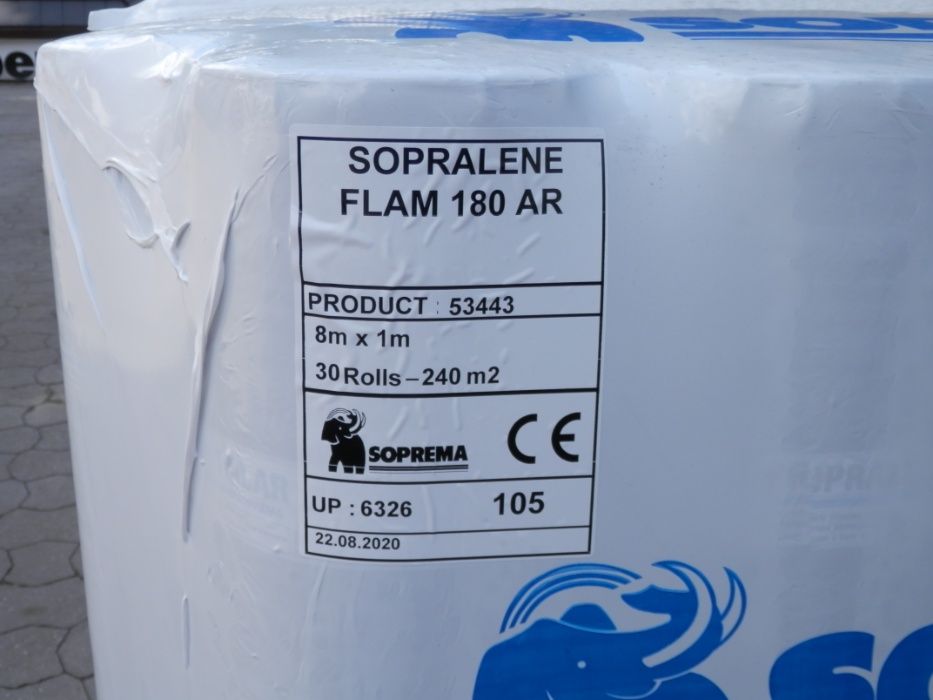 SOPRALENE
FLAM 180 AR
PRODUCT : 53443
8m x 1m
30 Rolls – 240 m2
SOPREMA
CE
UP : 6326 105
22.08.2020